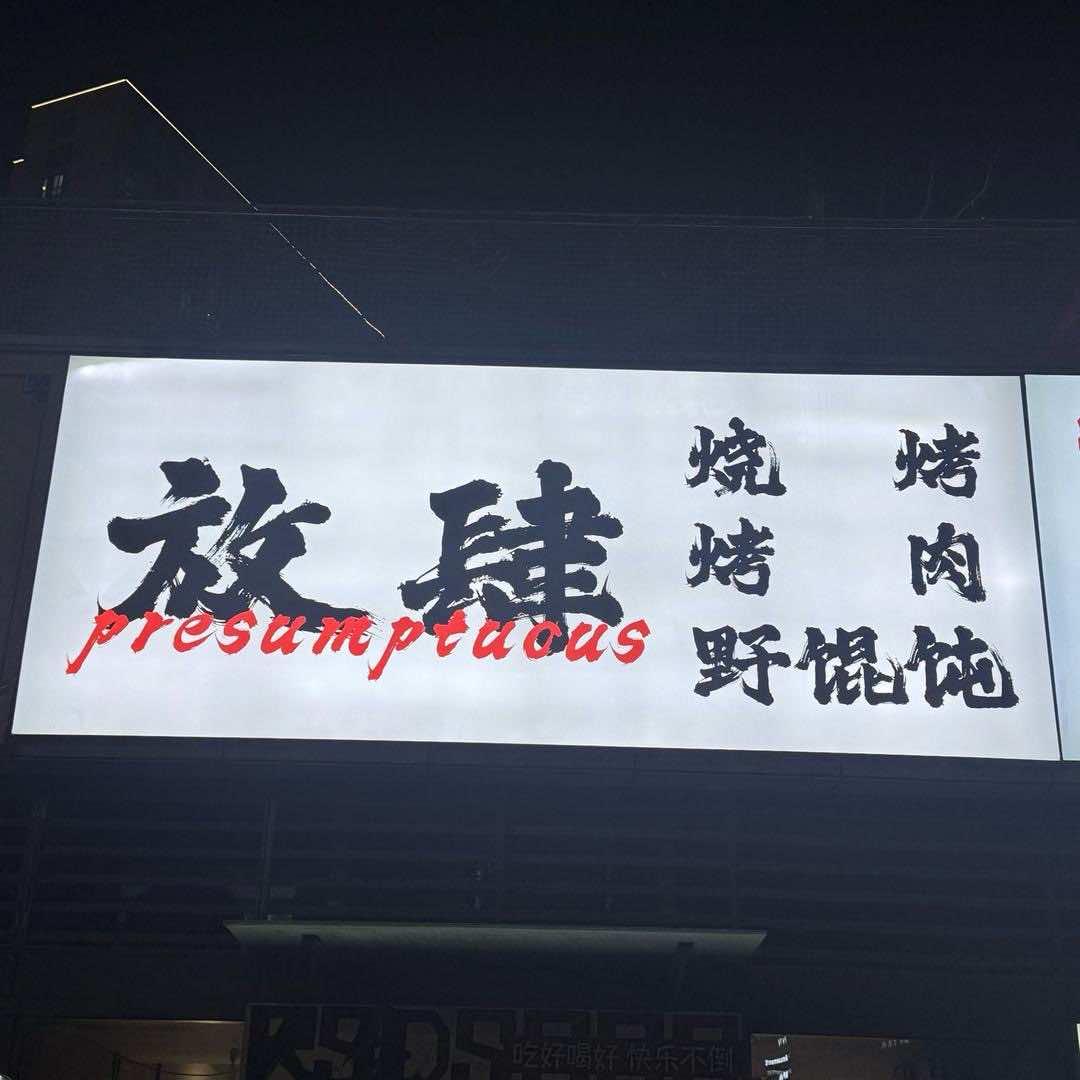 放肆
presumptuous
烧 烤
烤 肉
野馄饨
吃好喝好 快乐不倒